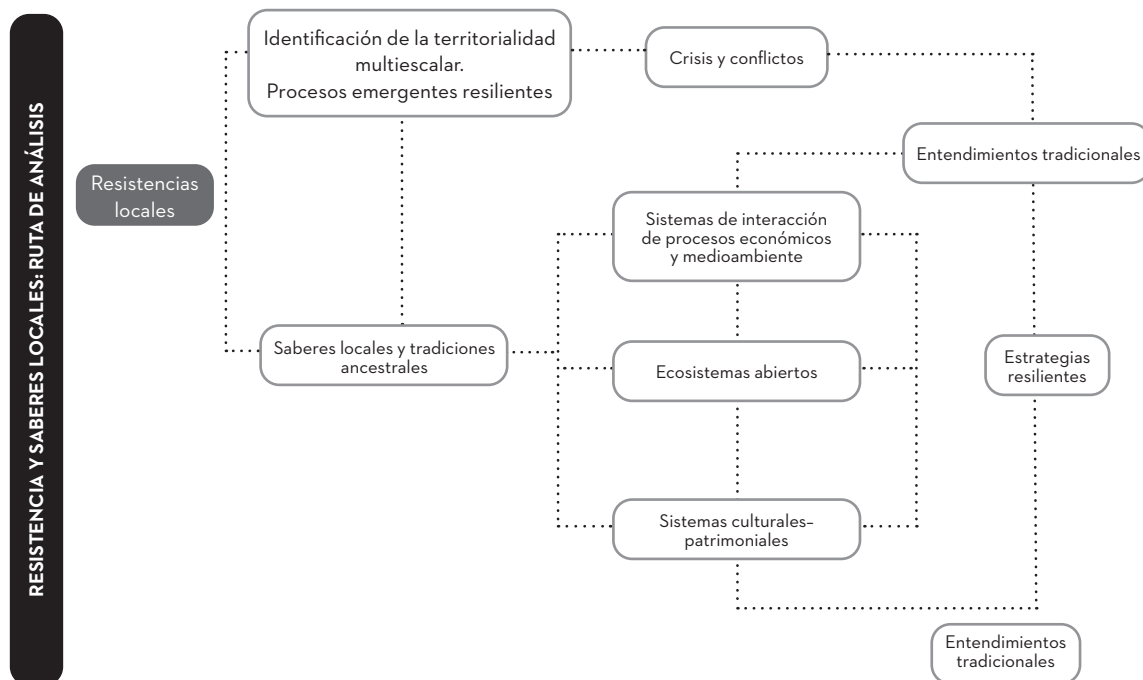 RESISTENCIA Y SABERES LOCALES: RUTA DE ANÁLISIS
Resistencias
locales
Identificación de la territorialidad
multiescalar.
Procesos emergentes resilientes
Crisis y conflictos
Entendimientos tradicionales
Sistemas de interacción
de procesos económicos
y medioambiente
Saberes locales y tradiciones
ancestrales
Ecosistemas abiertos
Estrategias
resilientes
Sistemas culturales–
patrimoniales
Entendimientos
tradicionales